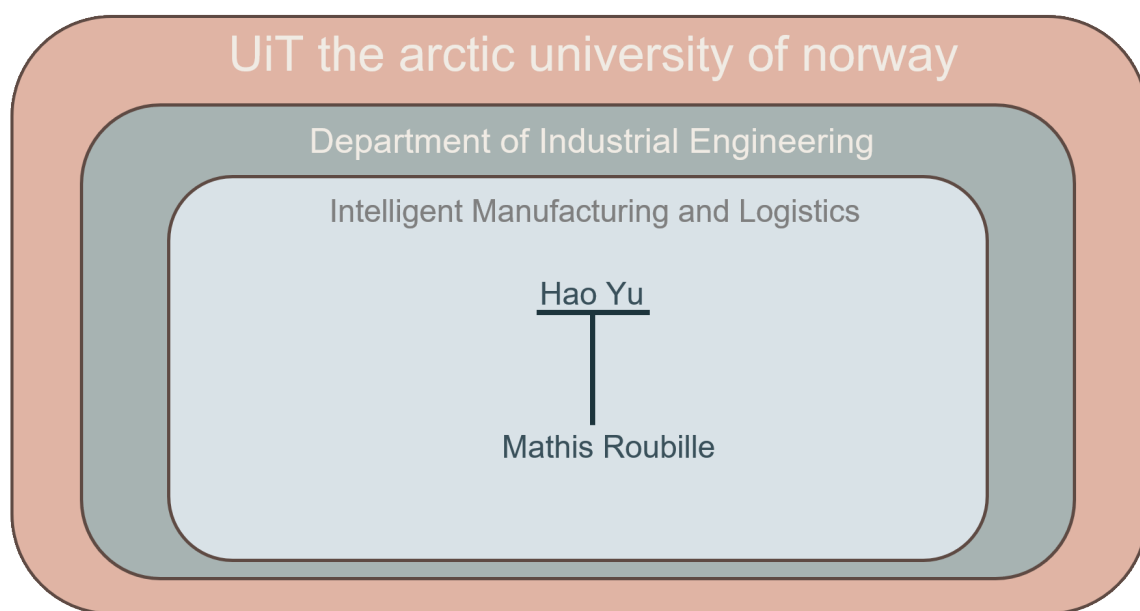 UiT the arctic university of norway
Department of Industrial Engineering
Intelligent Manufacturing and Logistics
Hao Yu
Mathis Roubille